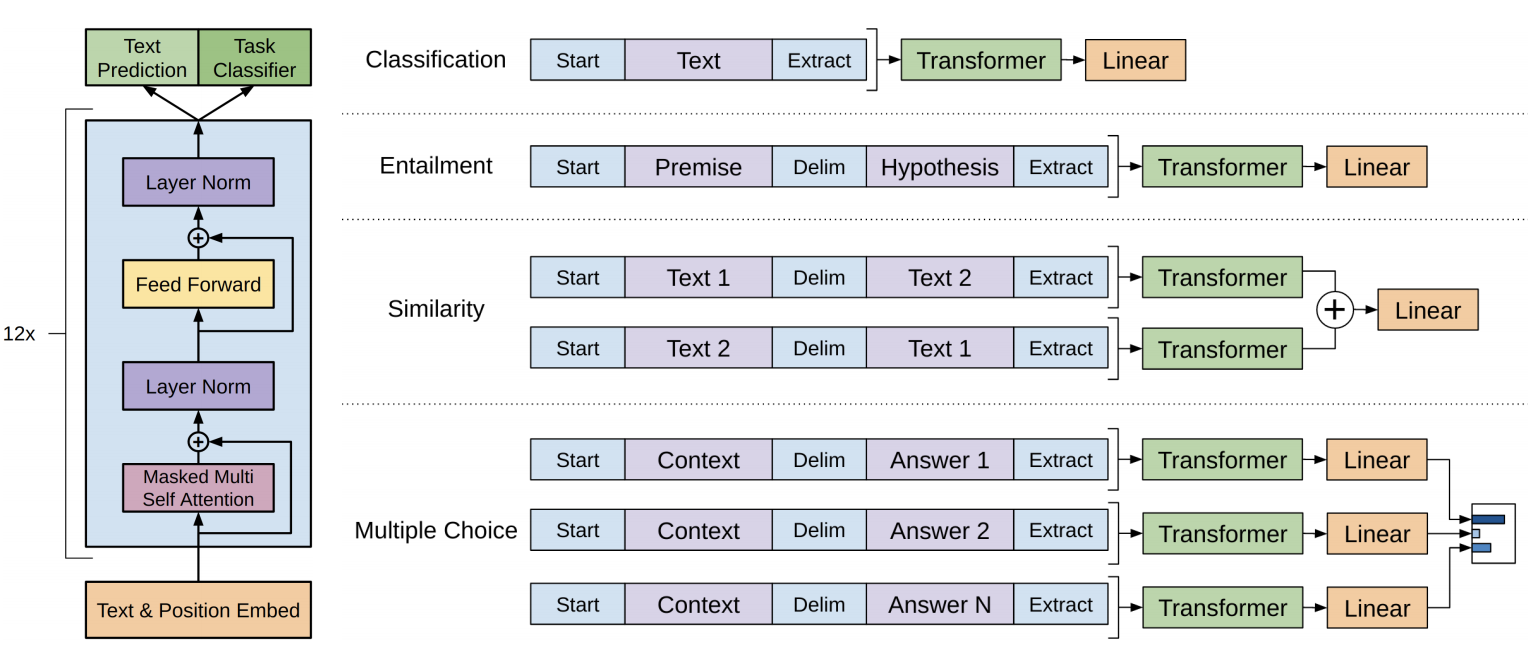 Text
Prediction
Task
Classifier
12x
Layer Norm
Feed Forward
Layer Norm
Masked Multi
Self Attention
Text & Position Embed
Classification
Start Text Extract Transformer Linear
Entailment
Start Premise Delim Hypothesis Extract Transformer Linear
Similarity
Start Text 1 Delim Text 2 Extract Transformer
Start Text 2 Delim Text 1 Extract Transformer
Linear
Multiple Choice
Start Context Delim Answer 1 Extract Transformer Linear
Start Context Delim Answer 2 Extract Transformer Linear
Start Context Delim Answer N Extract Transformer Linear